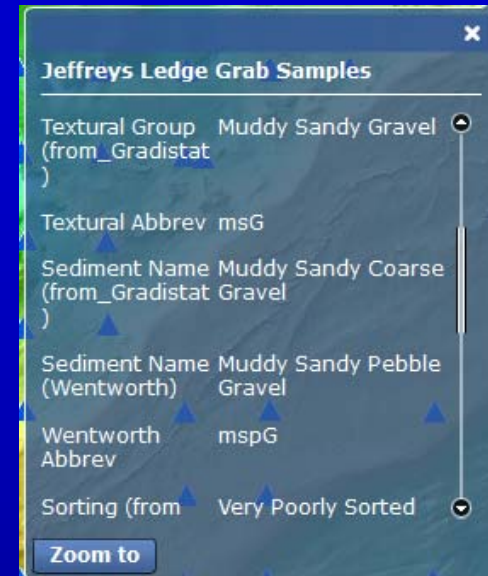 Jeffreys Ledge Grab Samples
Textural Group Muddy Sandy Gravel
(from_Gradistat
)
Textural Abbrev msG
Sediment Name Muddy Sandy Coarse
(from_Gradistat Gravel
)
Sediment Name Muddy Sandy Pebble
(Wentworth) Gravel
Wentworth mspG
Abbrev
Sorting (from Very Poorly Sorted
Zoom to